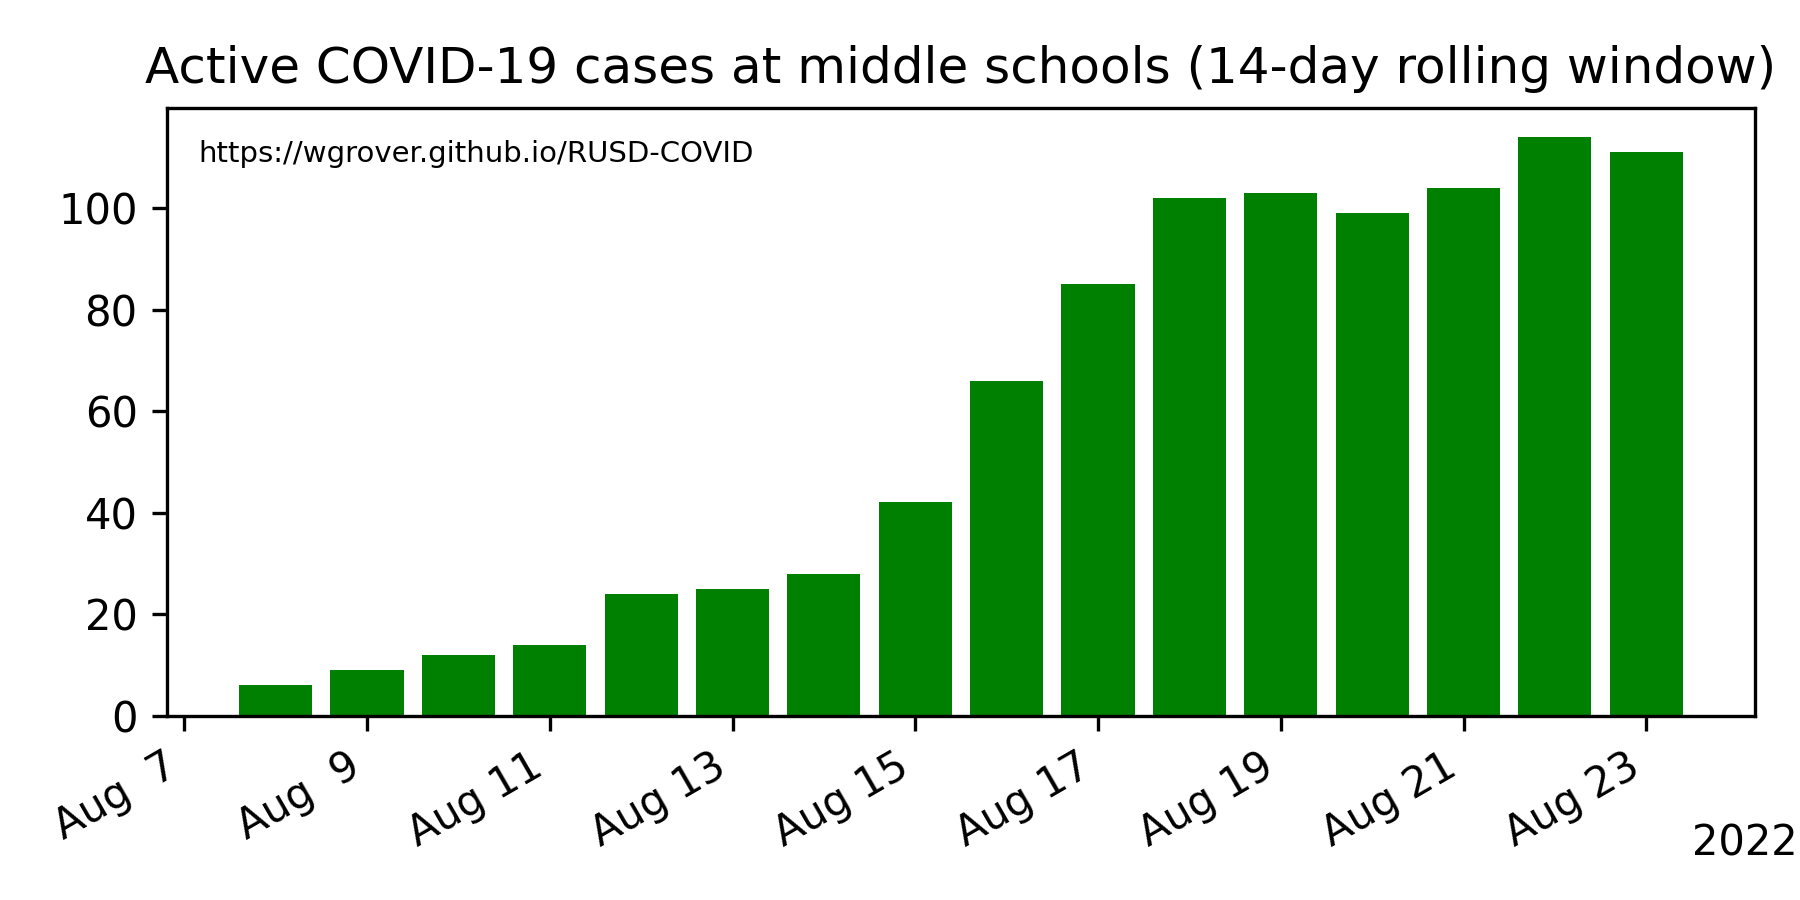 Active COVID-19 cases at middle schools (14-day rolling window)
https://wgrover.github.io/RUSD-COVID
100
80
60
40
20
0
Aug 7
Aug 9
Aug 11
Aug 13
Aug 15
Aug 17
Aug 19
Aug 21
Aug 23
2022